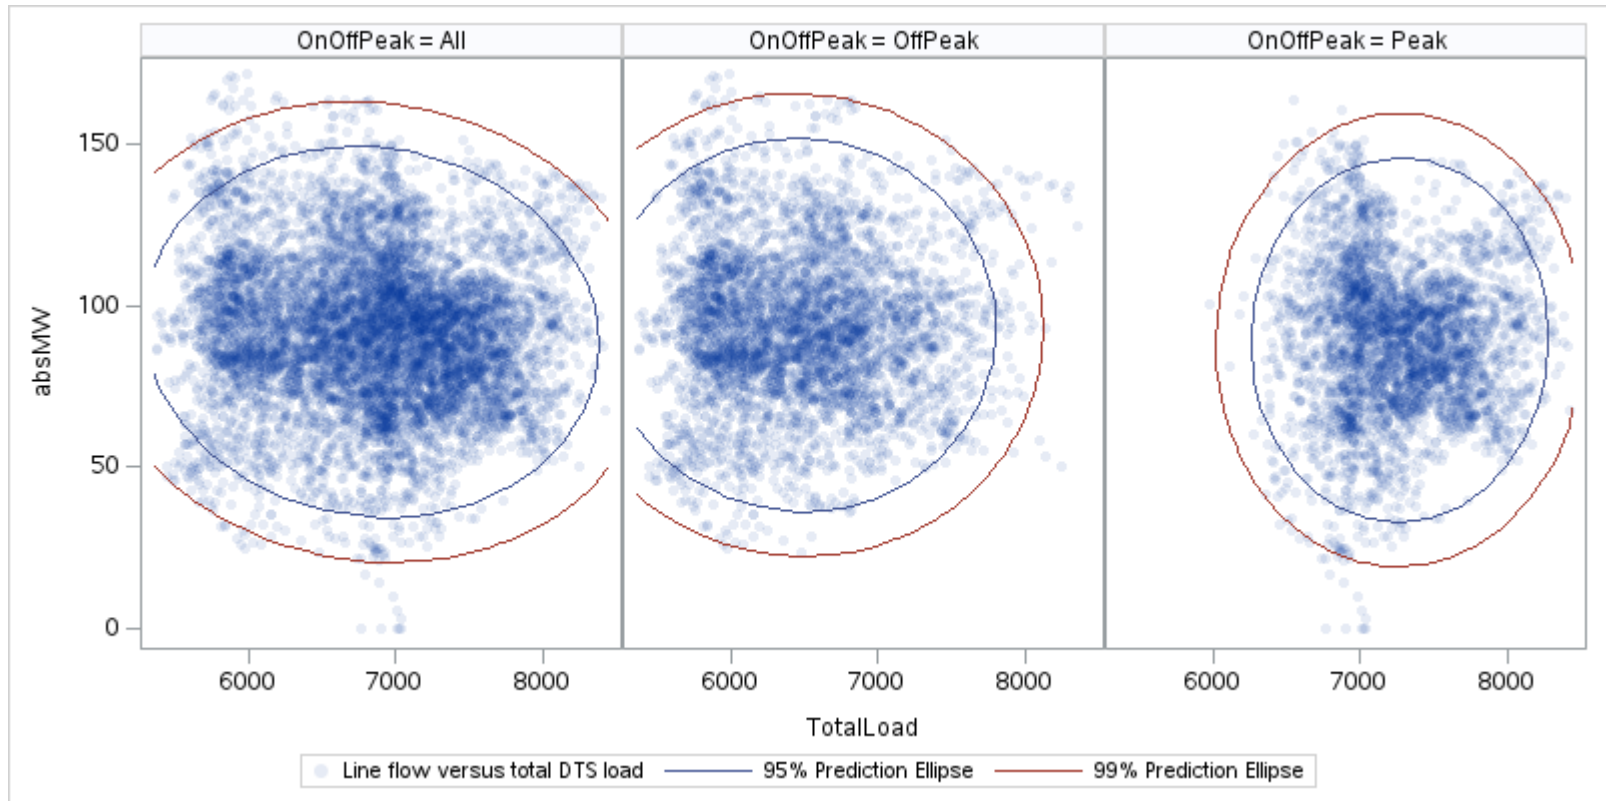 OnOffPeak = All
OnOffPeak = OffPeak
OnOffPeak = Peak
absMW
150
100
50
0
6000
7000
8000
6000
7000
8000
6000
7000
8000
TotalLoad
Line flow versus total DTS load
95% Prediction Ellipse
99% Prediction Ellipse